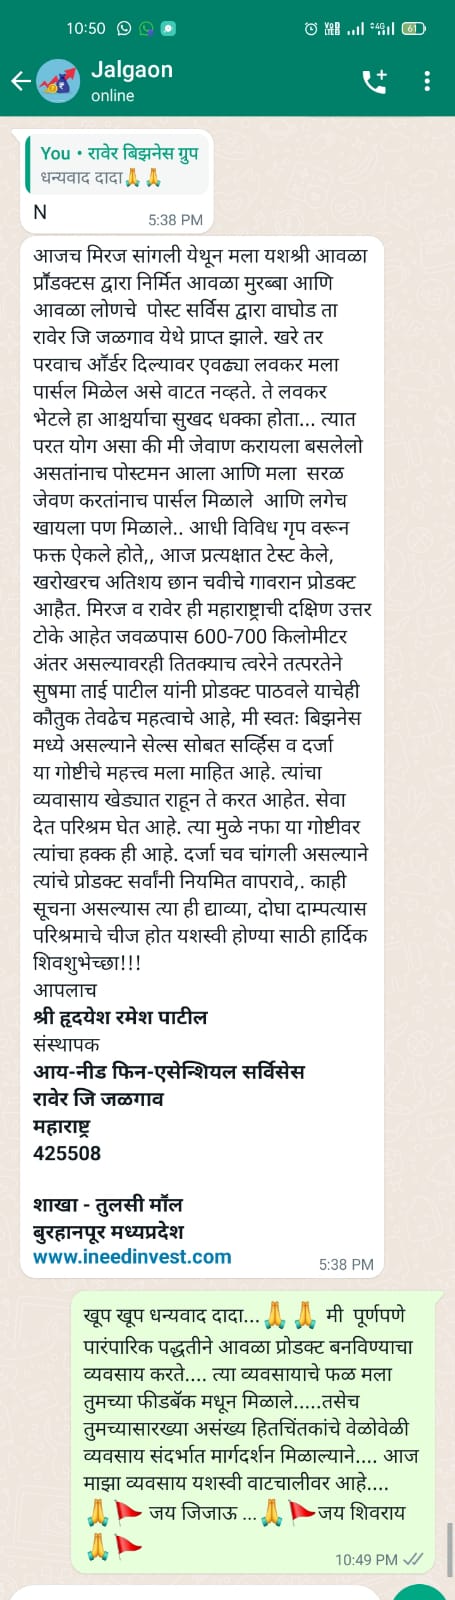 10:50
VoD LTE 4G 61
Jalgaon
online
You • रावेर बिझनेस ग्रुप
धन्यवाद दादा🙏🙏
N
5:38 PM
आजच मिरज सांगली येथून मला यशश्री आवळा
प्रॉडक्टस द्वारा निर्मित आवळा मुरब्बा आणि
आवळा लोणचे पोस्ट सर्विस द्वारा वाघोड ता
रावेर जि जळगाव येथे प्राप्त झाले. खरे तर
परवाच ऑर्डर दिल्यावर एवढ्या लवकर मला
पार्सल मिळेल असे वाटत नव्हते. ते लवकर
भेटले हा आश्चर्याचा सुखद धक्का होता... त्यात
परत योग असा की मी जेवाण करायला बसलेलो
असतांनाच पोस्टमन आला आणि मला सरळ
जेवण करतांनाच पार्सल मिळाले आणि लगेच
खायला पण मिळाले.. आधी विविध गृप वरून
फक्त ऐकले होते,, आज प्रत्यक्षात टेस्ट केले,
खरोखरच अतिशय छान चवीचे गावरान प्रोडक्ट
आहैत. मिरज व रावेर ही महाराष्ट्राची दक्षिण उत्तर
टोके आहेत जवळपास 600-700 किलोमीटर
अंतर असल्यावरही तितक्याच त्वरेने तत्परतेने
सुषमा ताई पाटील यांनी प्रोडक्ट पाठवले याचेही
कौतुक तेवढेच महत्वाचे आहे, मी स्वतः बिझनेस
मध्ये असल्याने सेल्स सोबत सर्व्हिस व दर्जा
या गोष्टीचे महत्त्व मला माहित आहे. त्यांचा
व्यवासाय खेड्यात राहून ते करत आहेत. सेवा
देत परिश्रम घेत आहे. त्या मुळे नफा या गोष्टीवर
त्यांचा हक्क ही आहे. दर्जा चव चांगली असल्याने
त्यांचे प्रोडक्ट सर्वांनी नियमित वापरावे,. काही
सूचना असल्यास त्या ही द्याव्या, दोघा दाम्पत्यास
परिश्रमाचे चीज होत यशस्वी होण्या साठी हार्दिक
शिवशुभेच्छा!!!
आपलाच
श्री हृदयेश रमेश पाटील
संस्थापक
आय-नीड फिन-एसेन्शियल सर्विसेस
रावेर जि जळगाव
महाराष्ट्र
425508
शाखा - तुलसी मॉल
बुरहानपूर मध्यप्रदेश
www.ineedinvest.com
5:38 PM
खूप खूप धन्यवाद दादा...🙏 🙏 मी पूर्णपणे
पारंपारिक पद्धतीने आवळा प्रोडक्ट बनविण्याचा
व्यवसाय करते.... त्या व्यवसायाचे फळ मला
तुमच्या फीडबॅक मधून मिळाले.....तसेच
तुमच्यासारख्या असंख्य हितचिंतकांचे वेळोवेळी
व्यवसाय संदर्भात मार्गदर्शन मिळाल्याने.... आज
माझा व्यवसाय यशस्वी वाटचालीवर आहे....
🙏🚩 जय जिजाऊ ...🙏🚩जय शिवराय
🙏🚩
10:49 PM